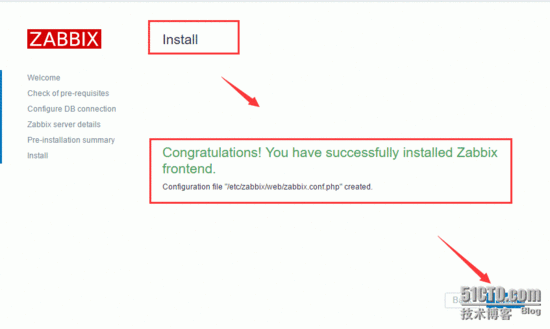 ZABBIX
Install
Welcome
Check of pre-requisites
Configure DB connection
Zabbix server details
Pre-installation summary
Install
Congratulations! You have successfully installed Zabbix
frontend.
Configuration file "/etc/zabbix/web/zabbix.conf.php" created.
51CTO.com
技术博客 Blog